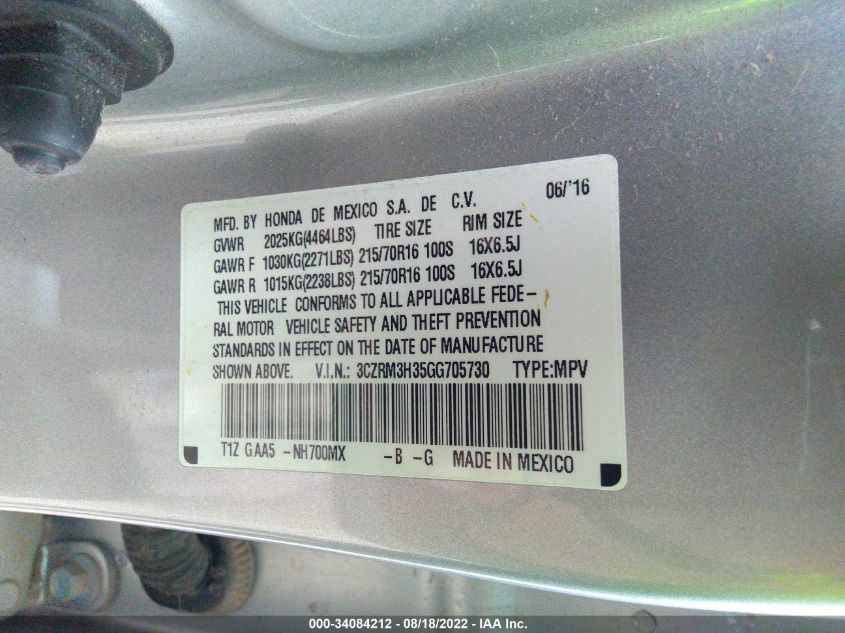 MFD. BY HONDA DE MEXICO S.A. DE C.V. 06/'16
GVWR 2025KG(4464LBS) TIRE SIZE RIM SIZE
GAWR F 1030KG(2271LBS) 215/70R16 100S 16X6.5J
GAWR R 1015KG(2238LBS) 215/70R16 100S 16X6.5J
THIS VEHICLE CONFORMS TO ALL APPLICABLE FEDE–
RAL MOTOR VEHICLE SAFETY AND THEFT PREVENTION
STANDARDS IN EFFECT ON THE DATE OF MANUFACTURE
SHOWN ABOVE. V.I.N.: 3CZRM3H35GG705730 TYPE:MPV
T1Z GAA5 –NH700MX –B –G MADE IN MEXICO
000-34084212 - 08/18/2022 - IAA Inc.